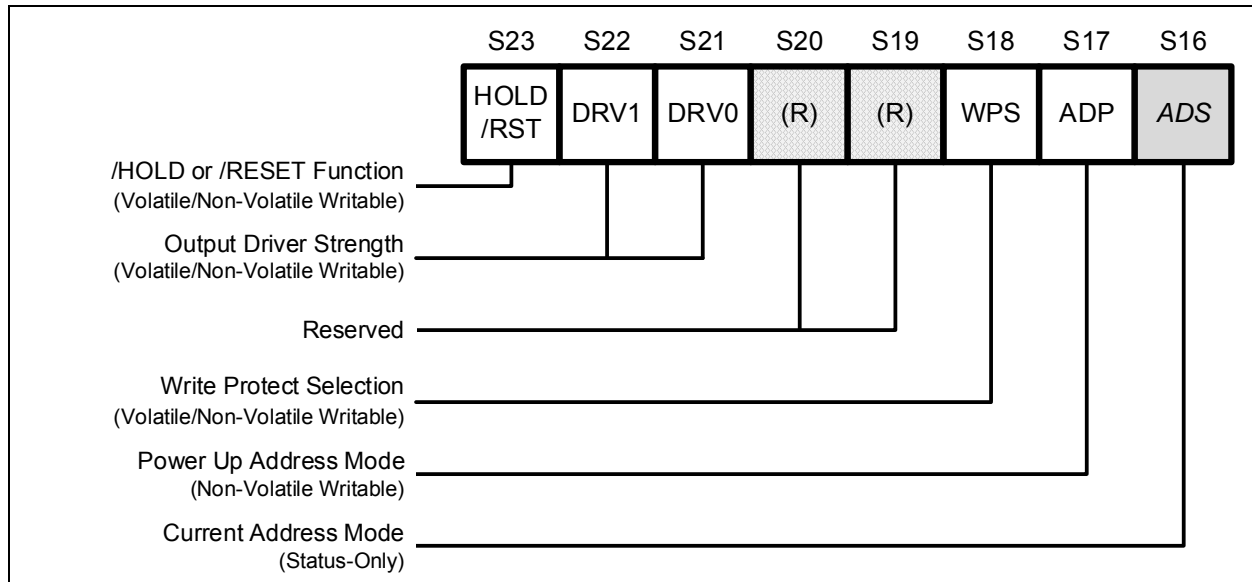 S23 S22 S21 S20 S19 S18 S17 S16
HOLD
/RST DRV1 DRV0 (R) (R) WPS ADP ADS
/HOLD or /RESET Function
(Volatile/Non-Volatile Writable)
Output Driver Strength
(Volatile/Non-Volatile Writable)
Reserved
Write Protect Selection
(Volatile/Non-Volatile Writable)
Power Up Address Mode
(Non-Volatile Writable)
Current Address Mode
(Status-Only)